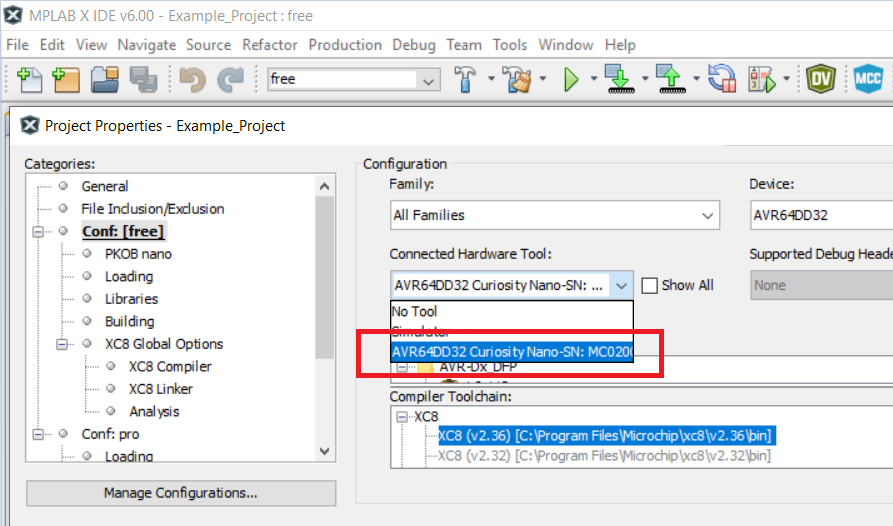 MPLAB X IDE v6.00 - Example_Project : free
File Edit View Navigate Source Refactor Production Debug Team Tools Window Help
free
DV
MCC
Project Properties - Example_Project
Categories:
General
File Inclusion/Exclusion
Conf: [free]
PKOB nano
Loading
Libraries
Building
XC8 Global Options
XC8 Compiler
XC8 Linker
Analysis
Conf: pro
Loading
Manage Configurations...
Configuration
Family:
All Families
Device:
AVR64DD32
Connected Hardware Tool:
AVR64DD32 Curiosity Nano-SN: ...
Show All
Supported Debug Heade
None
No Tool
Simulator
AVR64DD32 Curiosity Nano-SN: MC0200
AVR-Dx_DFP
Compiler Toolchain:
XC8
XC8 (v2.36) [C:\Program Files\Microchip\xc8\v2.36\bin]
XC8 (v2.32) [C:\Program Files\Microchip\xc8\v2.32\bin]